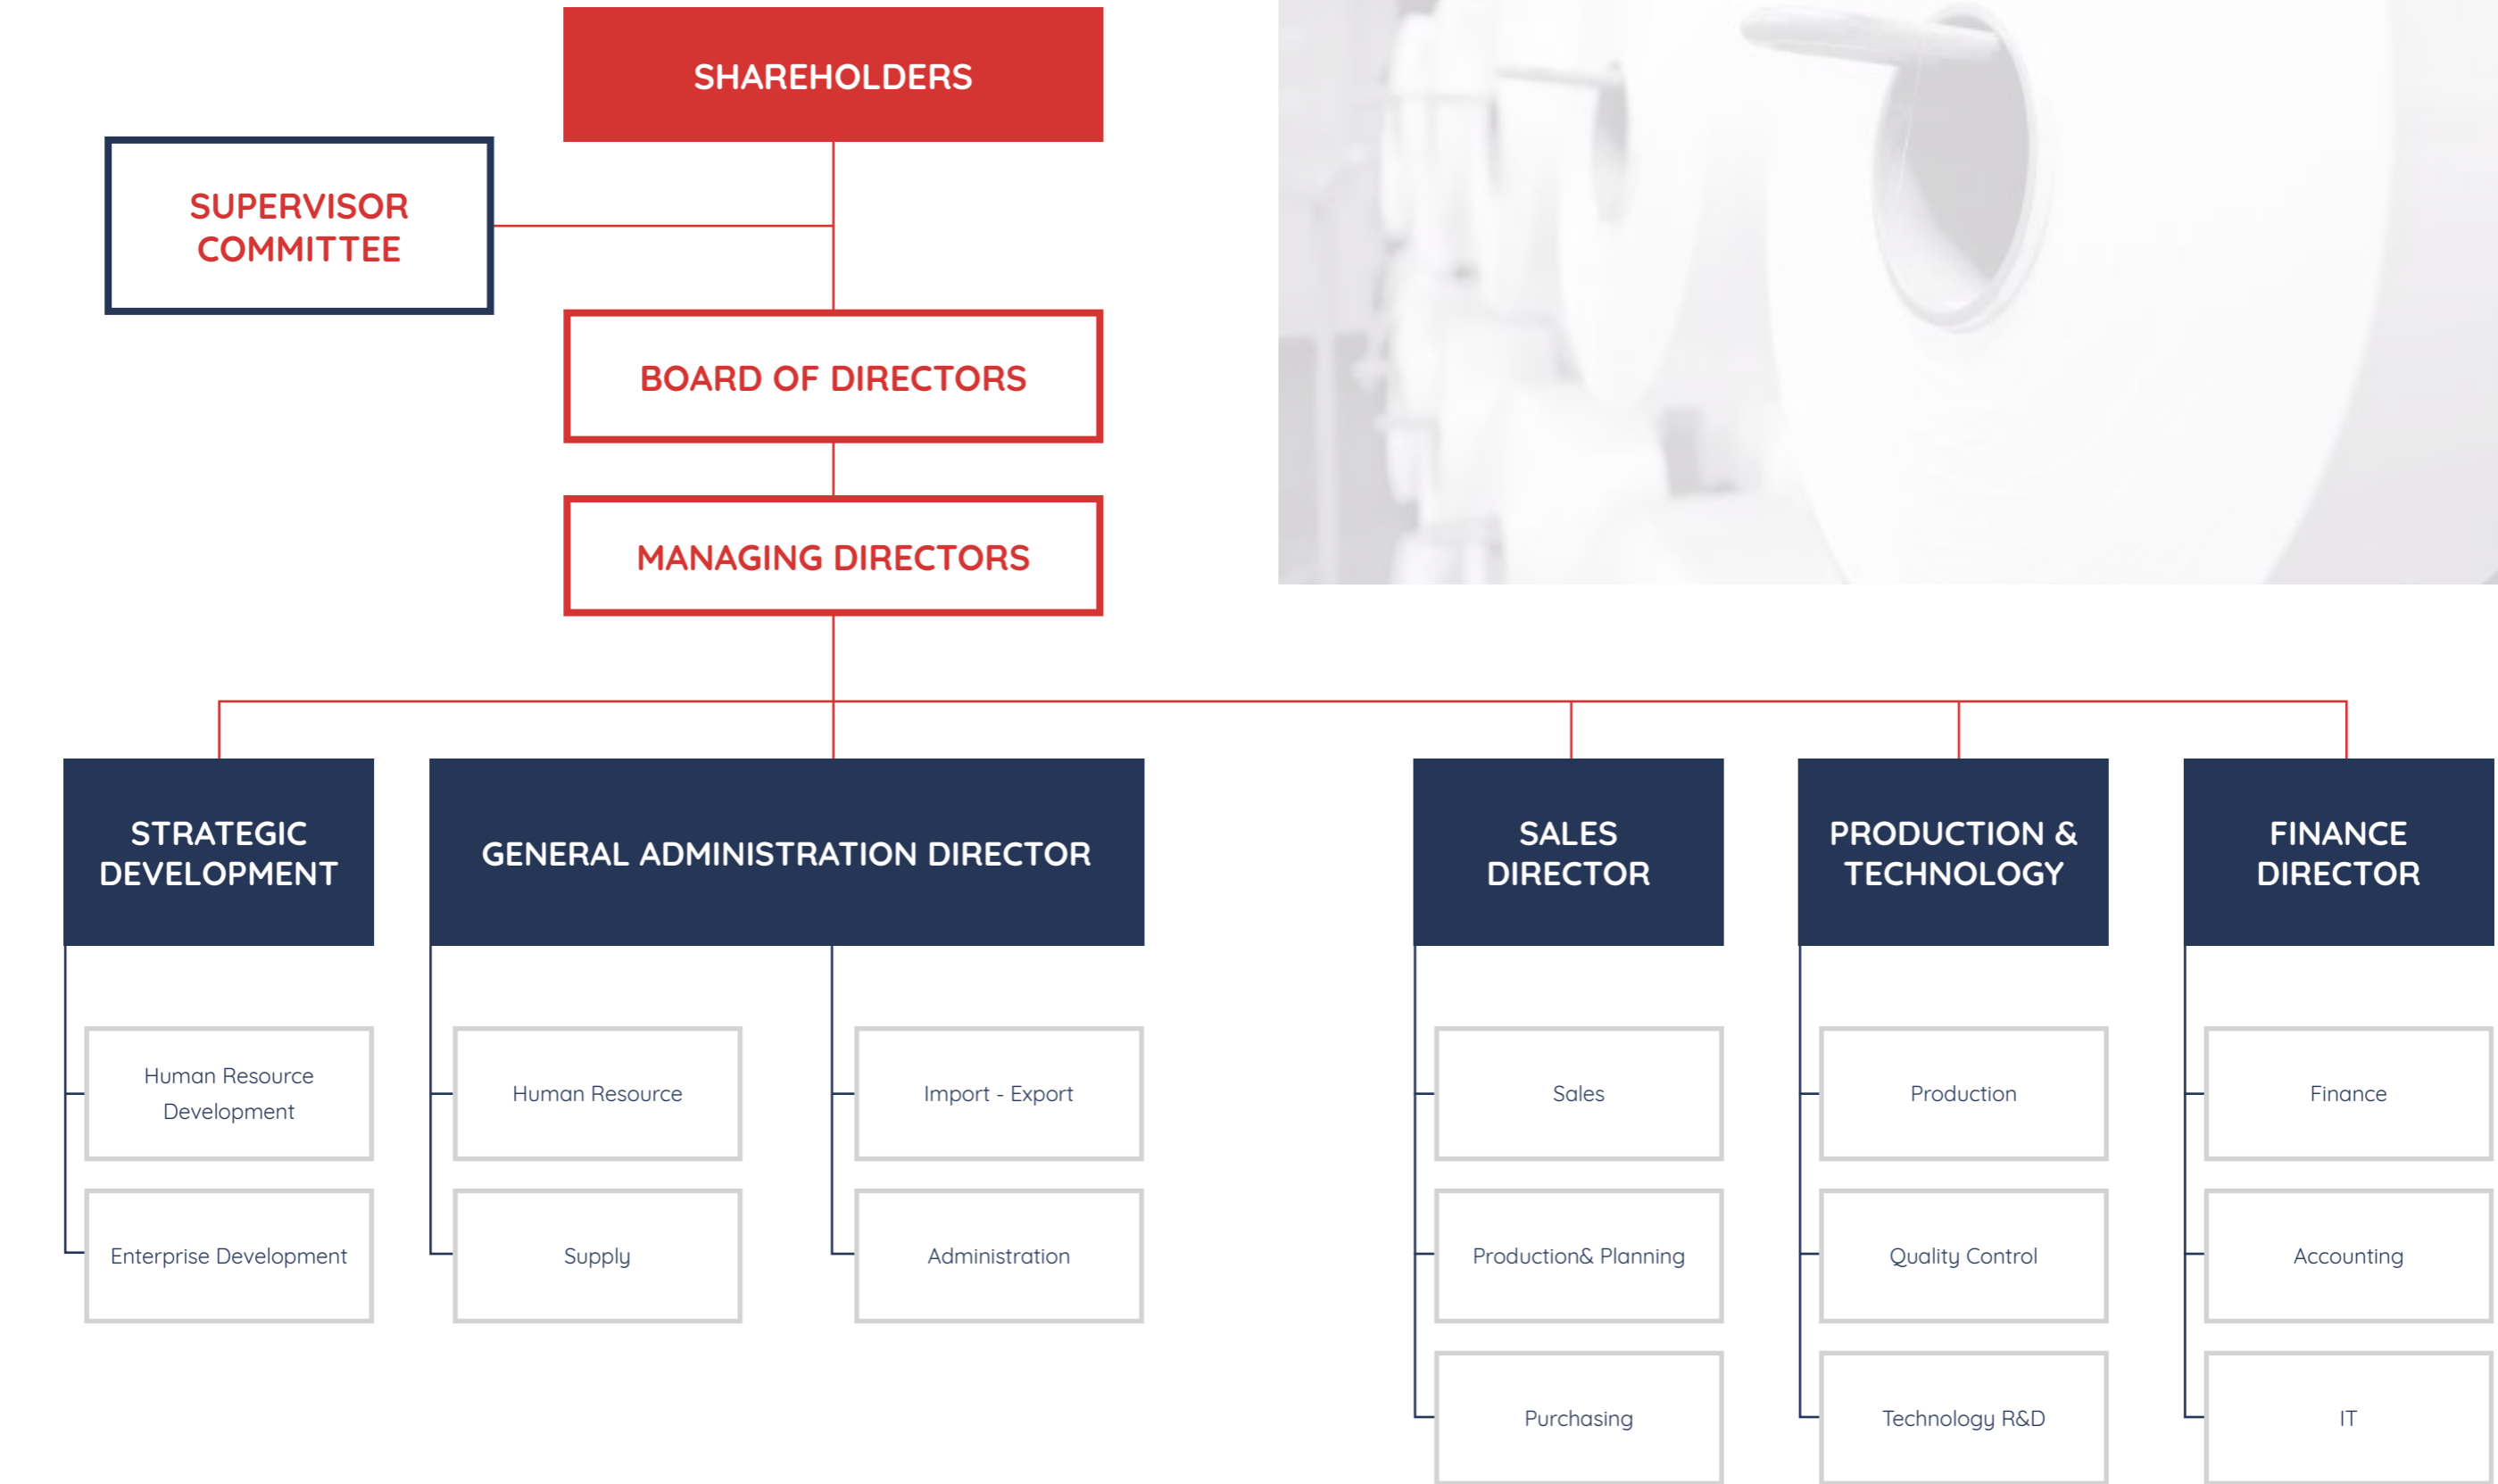 SHAREHOLDERS
SUPERVISOR
COMMITTEE
BOARD OF DIRECTORS
MANAGING DIRECTORS
STRATEGIC
DEVELOPMENT
GENERAL ADMINISTRATION DIRECTOR
SALES
DIRECTOR
PRODUCTION &
TECHNOLOGY
FINANCE
DIRECTOR
Human Resource
Development
Enterprise Development
Human Resource
Supply
Import - Export
Administration
Sales
Production& Planning
Purchasing
Production
Quality Control
Technology R&D
Finance
Accounting
IT